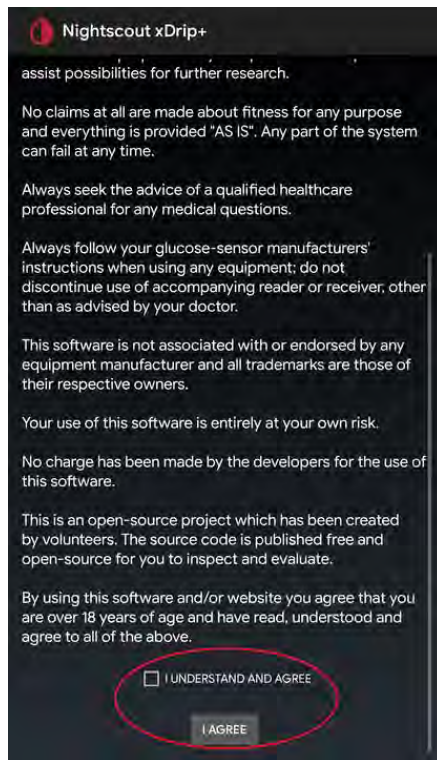 Nightscout xDrip+
assist possibilities for further research.
No claims at all are made about fitness for any purpose
and everything is provided "AS IS". Any part of the system
can fail at any time.
Always seek the advice of a qualified healthcare
professional for any medical questions.
Always follow your glucose-sensor manufacturers'
instructions when using any equipment; do not
discontinue use of accompanying reader or receiver, other
than as advised by your doctor.
This software is not associated with or endorsed by any
equipment manufacturer and all trademarks are those of
their respective owners.
Your use of this software is entirely at your own risk.
No charge has been made by the developers for the use of
this software.
This is an open-source project which has been created
by volunteers. The source code is published free and
open-source for you to inspect and evaluate.
By using this software and/or website you agree that you
are over 18 years of age and have read, understood and
agree to all of the above.
I UNDERSTAND AND AGREE
I AGREE